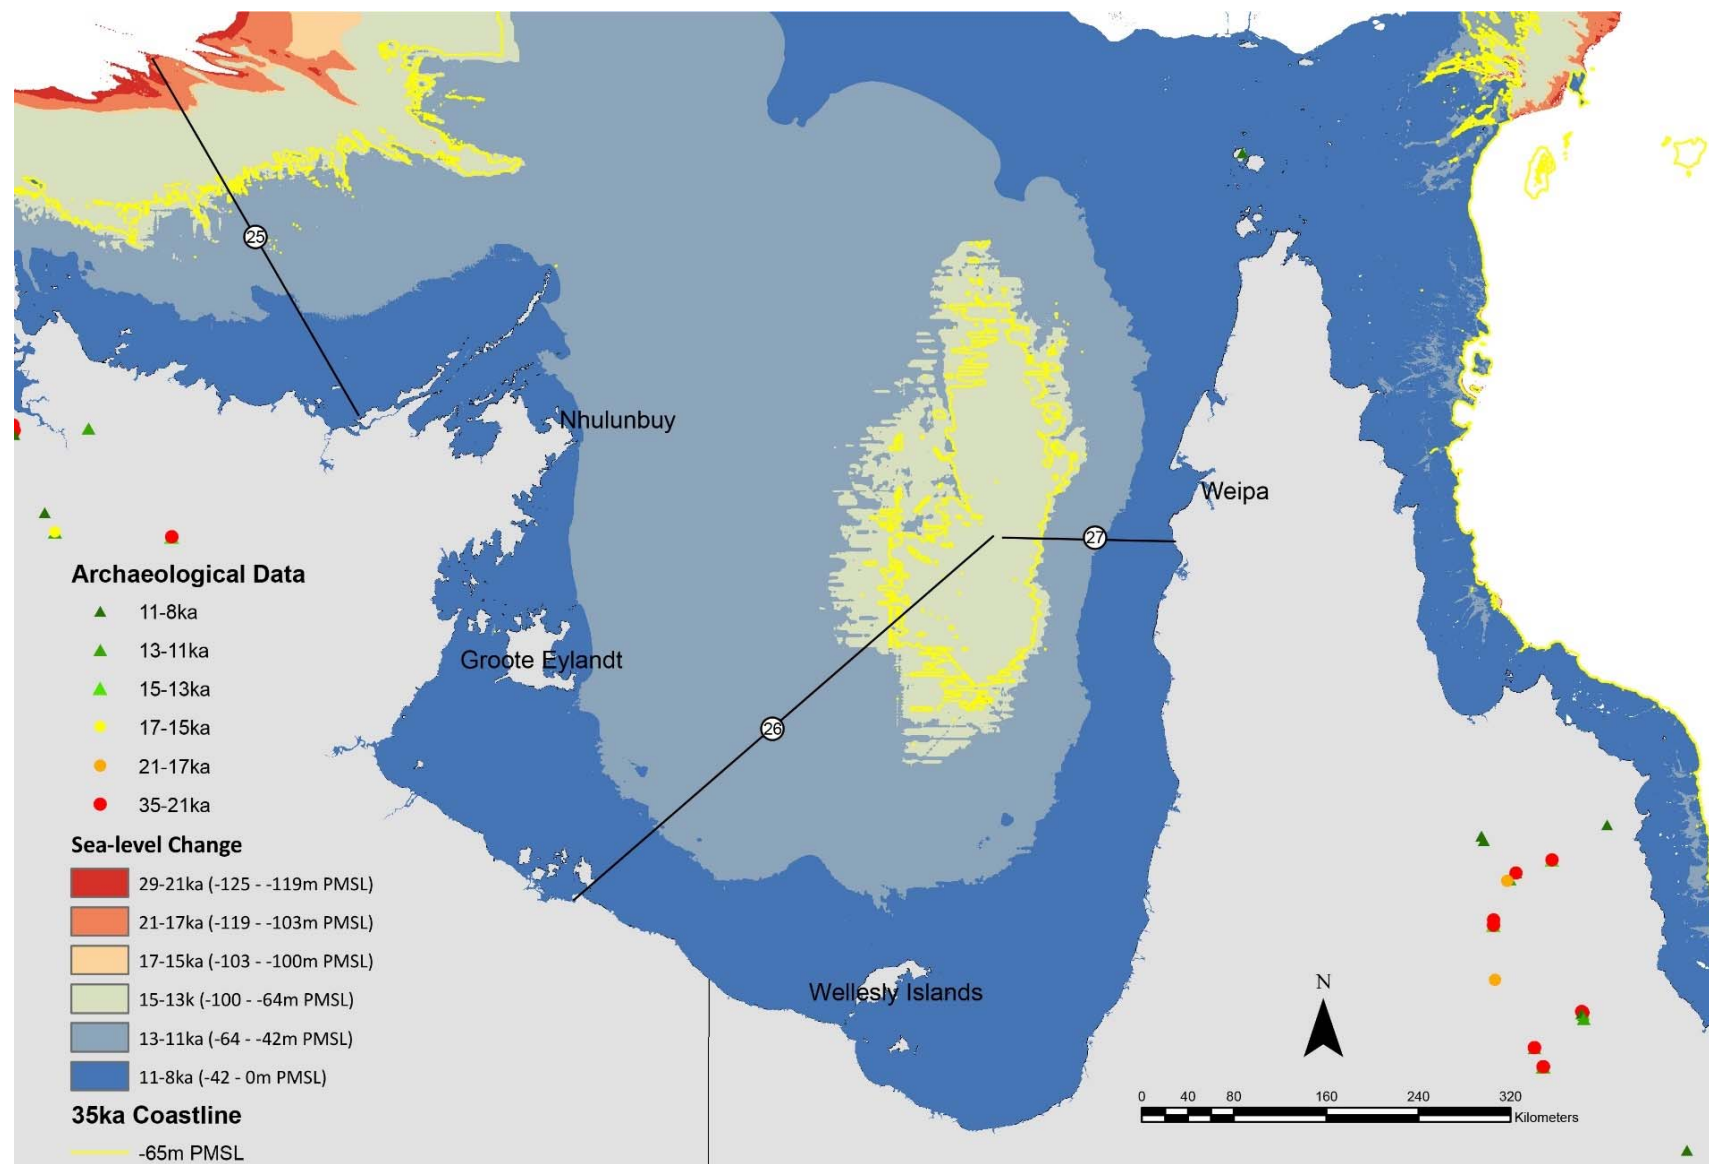 25
Nhulunbuy
Weipa
27
Groote Eylandt
26
Wellesly Islands
Archaeological Data
11-8ka
13-11ka
15-13ka
17-15ka
21-17ka
35-21ka
Sea-level Change
29-21ka (-125 - -119m PMSL)
21-17ka (-119 - -103m PMSL)
17-15ka (-103 - -100m PMSL)
15-13k (-100 - -64m PMSL)
13-11ka (-64 - -42m PMSL)
11-8ka (-42 - 0m PMSL)
35ka Coastline
-65m PMSL
N
0 40 80 160 240 320
Kilometers